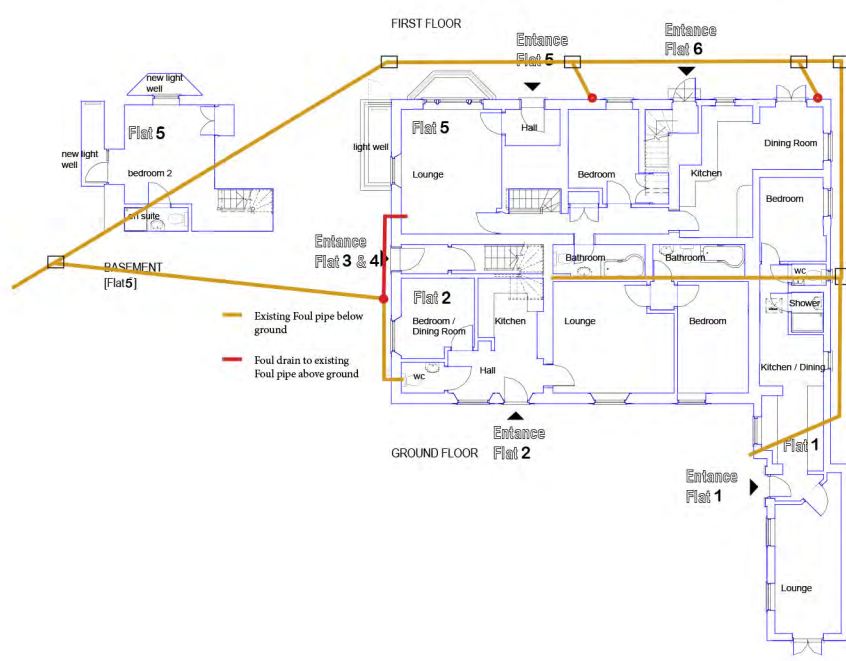 FIRST FLOOR
Entance
Flat 5
Entance
Flat 6
new light
well
Flat 5
new light
well
bedroom 2
en suite
BASEMENT
[Flat5]
Flat 5
Hall
light well
Lounge
Bedroom
Kitchen
Dining Room
Bedroom
Entance
Flat 3 & 4
Bathroom
Bathroom
wc
Shower
Flat 2
Bedroom /
Dining Room
Kitchen
Lounge
Bedroom
Kitchen / Dining
wc
Hall
Existing Foul pipe below
ground
Foul drain to existing
Foul pipe above ground
GROUND FLOOR
Entance
Flat 2
Flat 1
Entance
Flat 1
Lounge